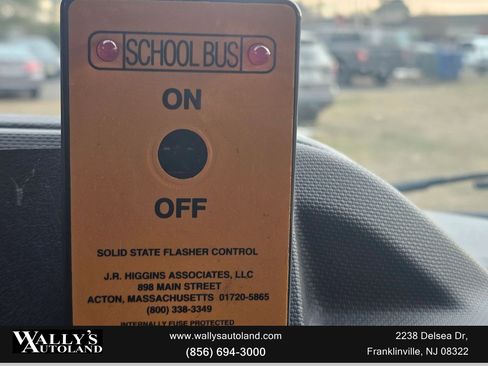 SCHOOL BUS
ON
OFF
SOLID STATE FLASHER CONTROL
J.R. HIGGINS ASSOCIATES, LLC
898 MAIN STREET
ACTON, MASSACHUSETTS 01720-5865
(800) 338-3349
INTERNALLY FUSE PROTECTED
WALLY'S
AUTOLAND
www.wallysautoland.com
(856) 694-3000
2238 Delsea Dr,
Franklinville, NJ 08322